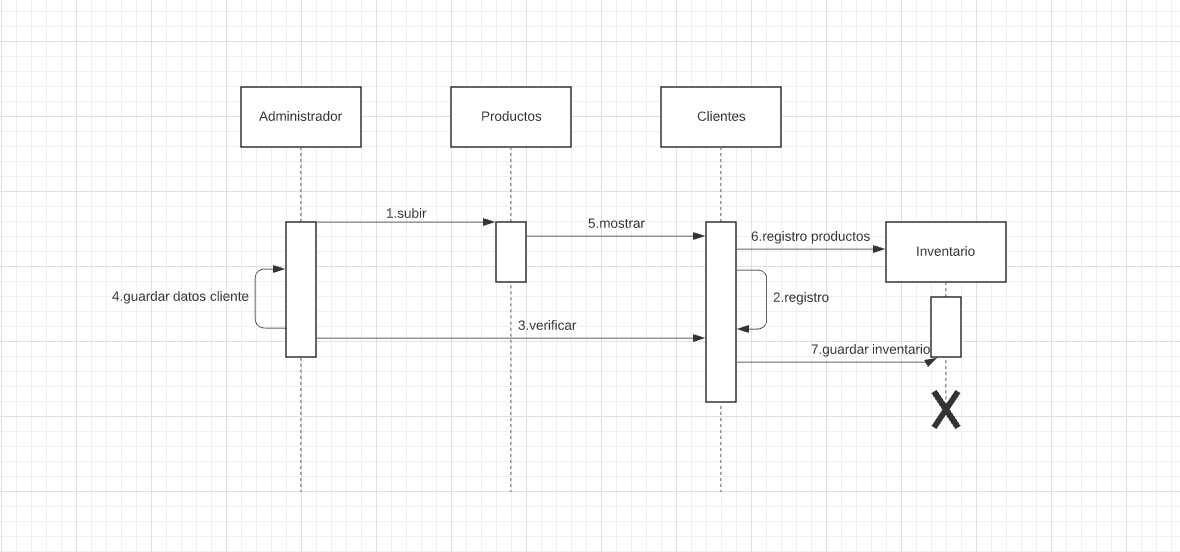 Administrador
Productos
Clientes
1.subir
5.mostrar
6.registro productos
Inventario
4.guardar datos cliente
2.registro
3.verificar
7.guardar inventario